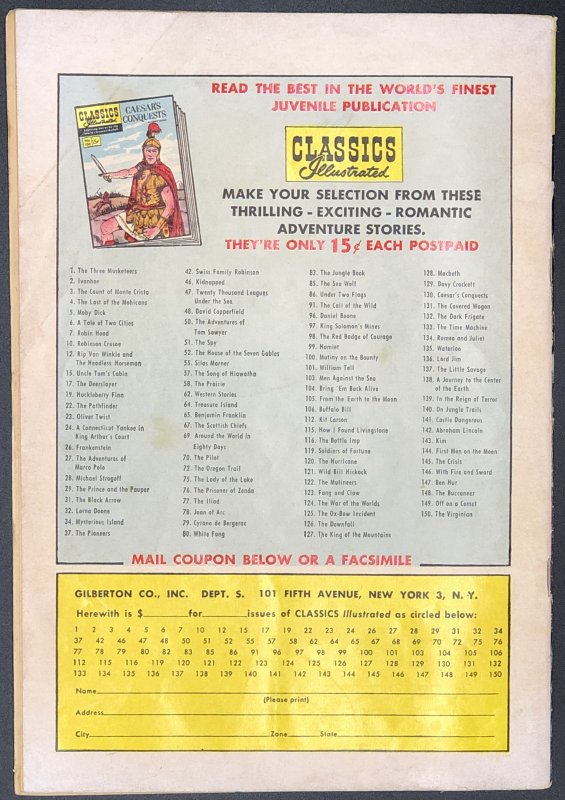 READ THE BEST IN THE WORLD'S FINEST
JUVENILE PUBLICATION
CLASSICS
Illustrated
CAESAR'S
CONQUESTS
15¢
CLASSICS
Illustrated
MAKE YOUR SELECTION FROM THESE
THRILLING - EXCITING - ROMANTIC
ADVENTURE STORIES.
THEY'RE ONLY 15¢ EACH POSTPAID
1. The Three Musketeers
2. Ivanhoe
3. The Count of Monte Cristo
4. The Last of the Mohicans
5. Moby Dick
6. A Tale of Two Cities
7. Robin Hood
10. Robinson Crusoe
12. Rip Van Winkle and
The Headless Horseman
15. Uncle Tom's Cabin
17. The Deerslayer
19. Huckleberry Finn
22. The Pathfinder
23. Oliver Twist
24. A Connecticut Yankee in
King Arthur's Court
26. Frankenstein
27. The Adventures of
Marco Polo
28. Michael Strogoff
29. The Prince and the Pauper
31. The Black Arrow
32. Lorna Doone
34. Mysterious Island
37. The Pioneers
42. Swiss Family Robinson
46. Kidnapped
47. Twenty Thousand Leagues
Under the Sea
48. David Copperfield
50. The Adventures of
Tom Sawyer
51. The Spy
52. The House of the Seven Gables
55. Silas Marner
57. The Song of Hiawatha
58. The Prairie
62. Western Stories
64. Treasure Island
65. Benjamin Franklin
67. The Scottish Chiefs
69. Around the World in
Eighty Days
70. The Pilot
72. The Oregon Trail
75. The Lady of the Lake
76. The Prisoner of Zenda
77. The Iliad
78. Joan of Arc
79. Cyrano de Bergerac
80. White Fang
83. The Jungle Book
85. The Sea Wolf
86. Under Two Flags
91. The Call of the Wild
96. Daniel Boone
97. King Solomon's Mines
98. The Red Badge of Courage
99. Hamlet
100. Mutiny on the Bounty
101. William Tell
103. Men Against the Sea
104. Bring 'Em Back Alive
105. From the Earth to the Moon
106. Buffalo Bill
112. Kit Carson
115. How I Found Livingstone
116. The Bottle Imp
119. Soldiers of Fortune
120. The Hurricane
121. Wild Bill Hickock
122. The Mutineers
123. Fang and Claw
124. The War of the Worlds
125. The Ox-Bow Incident
126. The Downfall
127. The King of the Mountains
128. Macbeth
129. Davy Crockett
130. Caesar's Conquests
131. The Covered Wagon
132. The Dark Frigate
133. The Time Machine
134. Romeo and Juliet
135. Waterloo
136. Lord Jim
137. The Little Savage
138. A Journey to the Center
of the Earth
139. In the Reign of Terror
140. On Jungle Trails
141. Castle Dangerous
142. Abraham Lincoln
143. Kim
144. First Men on the Moon
145. The Crisis
146. With Fire and Sword
147. Ben Hur
148. The Buccaneer
149. Off on a Comet
150. The Virginian
MAIL COUPON BELOW OR A FACSIMILE
GILBERTON CO., INC. DEPT. S. 101 FIFTH AVENUE, NEW YORK 3, N. Y.
Herewith is $ for issues of CLASSICS Illustrated as circled below:
1 2 3 4 5 6 7 10 12 15 17 19 22 23 24 26 27 28 29 31 32 34
37 42 46 47 48 50 51 52 55 57 58 62 64 65 67 68 69 70 72 75 76
77 78 79 80 83 85 86 91 96 97 98 99 100 101 103 104 105 106
112 115 116 119 120 121 122 123 124 125 126 127 128 129 130 131 132
133 134 135 136 137 138 139 140 141 142 143 144 145 146 147 148 149 150
Name
(Please print)
Address
City Zone State